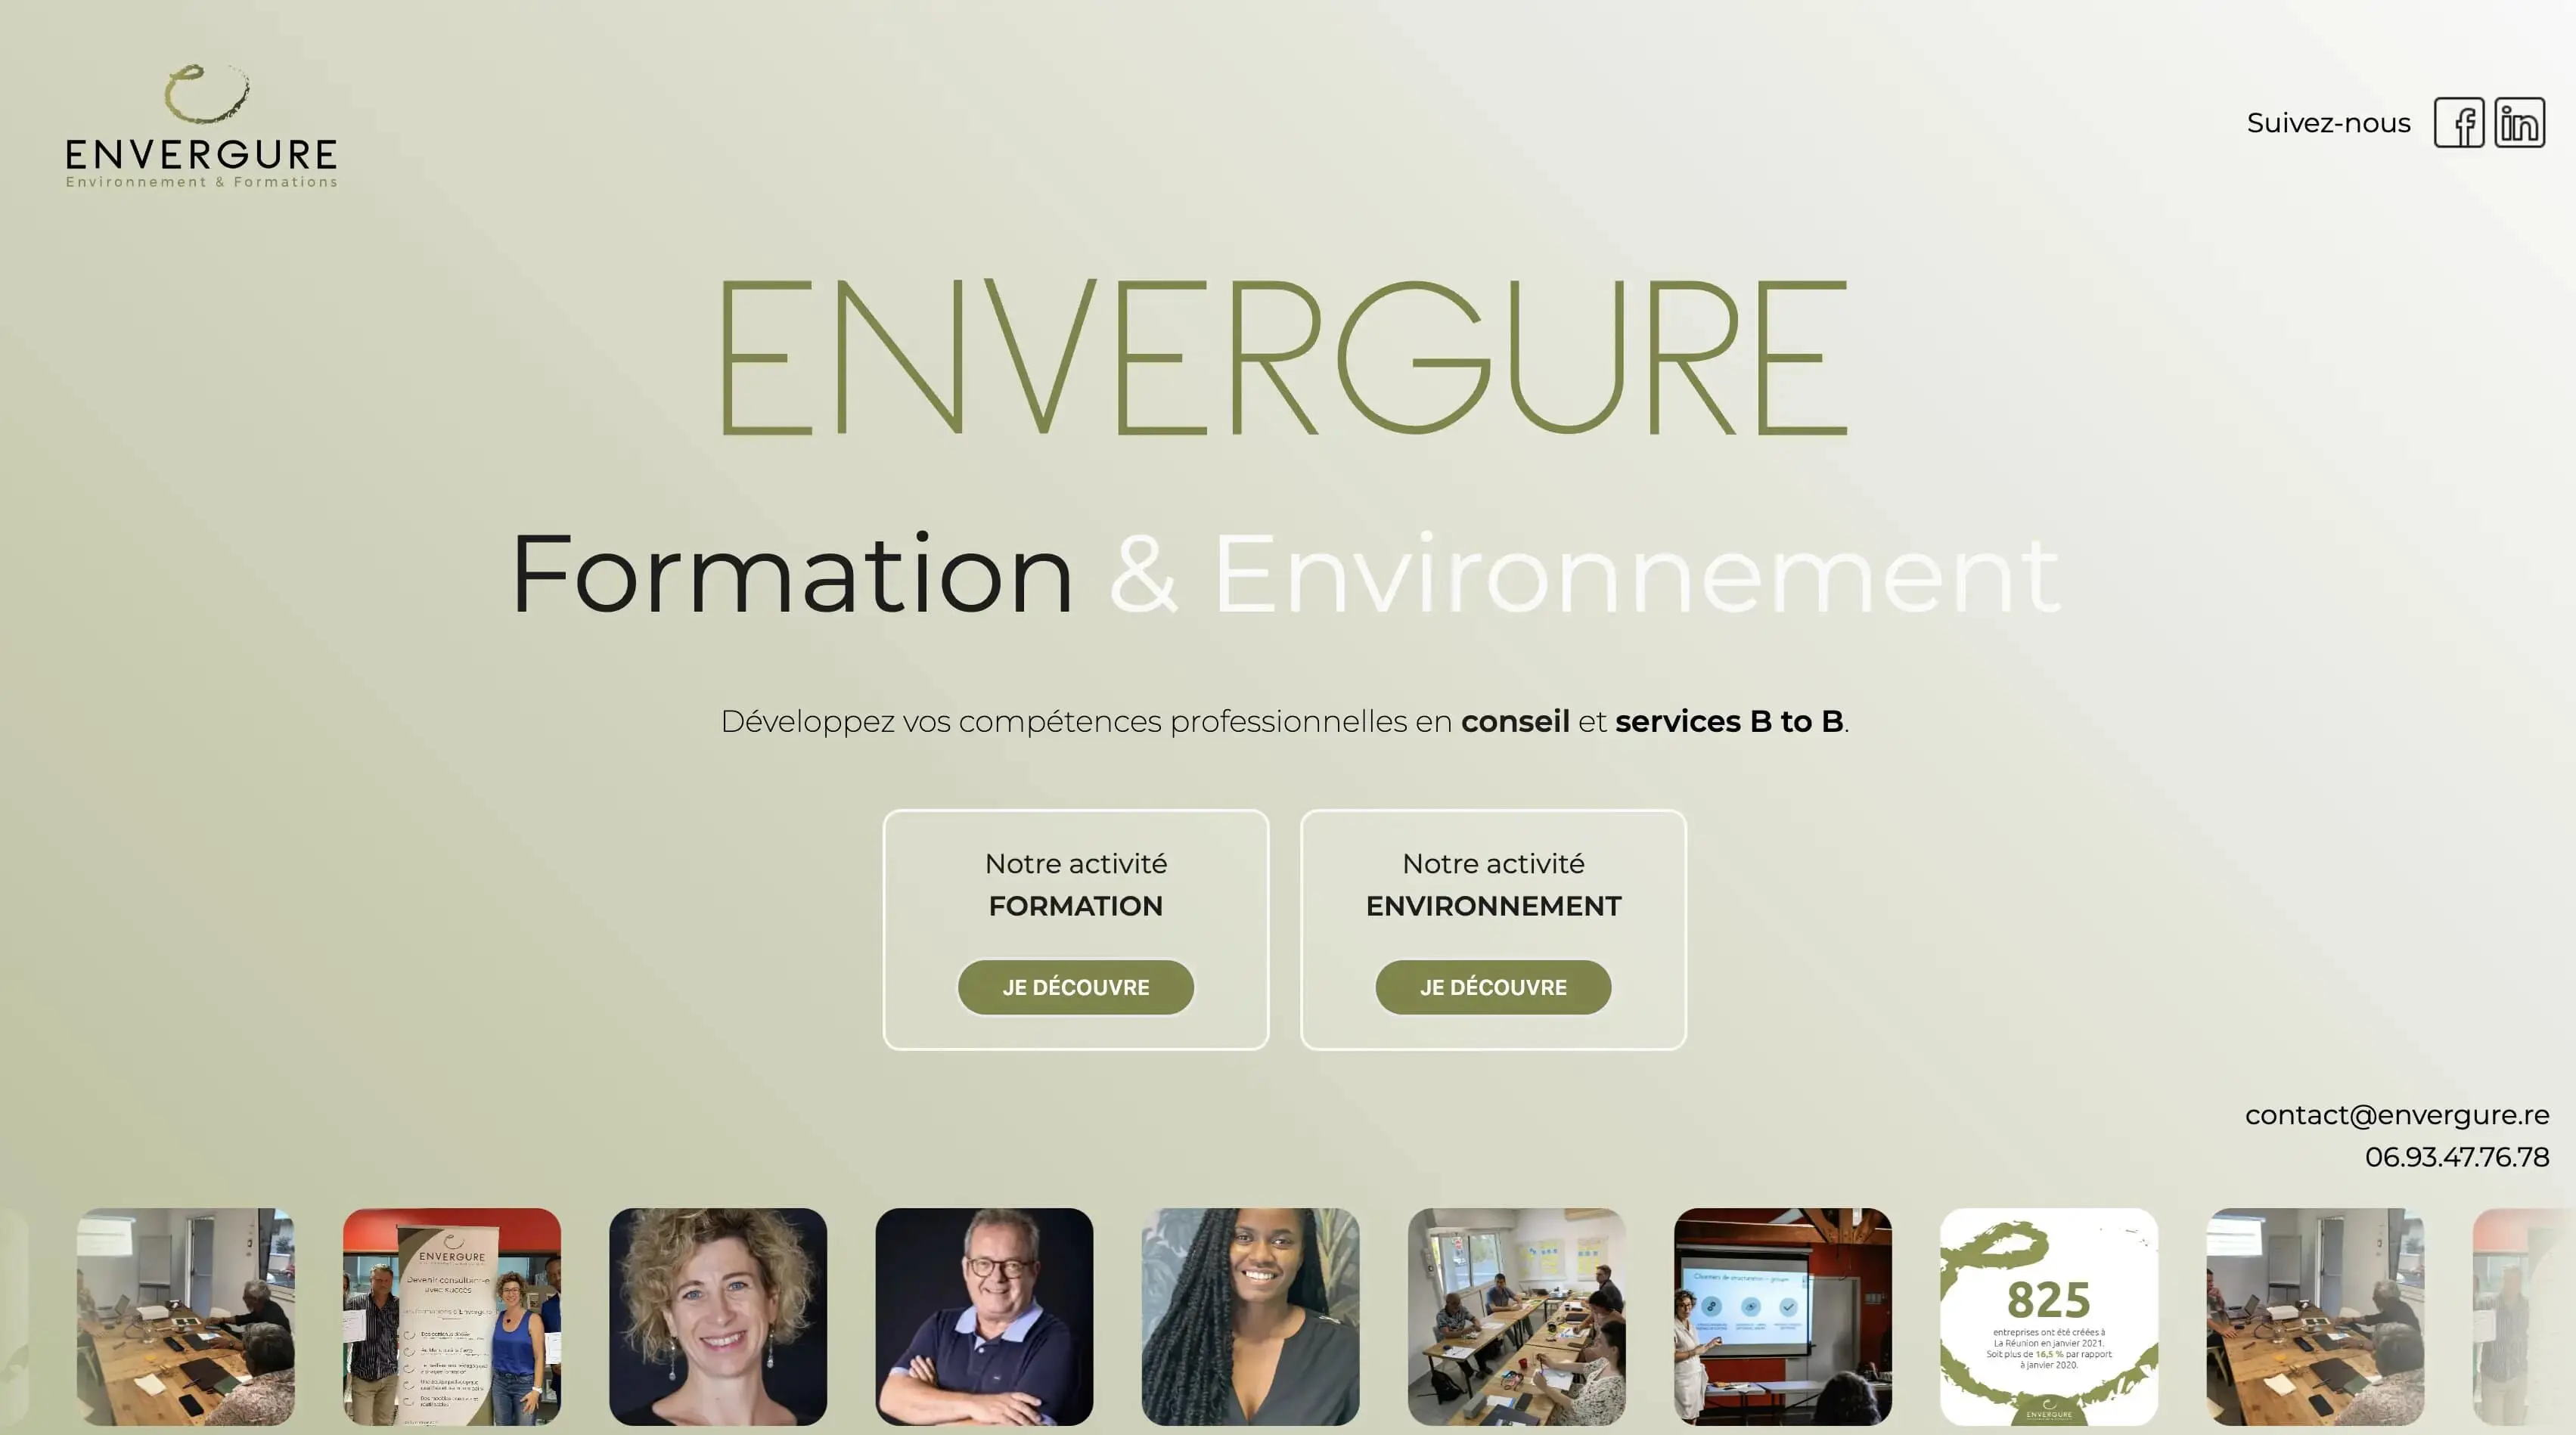 ENVERGURE
Environnement & Formations
Suivez-nous
ENVERGURE
Formation & Environnement
Développez vos compétences professionnelles en conseil et services B to B.
Notre activité
FORMATION
JE DÉCOUVRE
Notre activité
ENVIRONNEMENT
JE DÉCOUVRE
contact@envergure.re
06.93.47.76.78
ENVERGURE
Devenir consultant-e
avec succès
825
entreprises ont été créées à
La Réunion en janvier 2021.
Soit plus de 16,5 % par rapport
à janvier 2020.
ENVERGURE